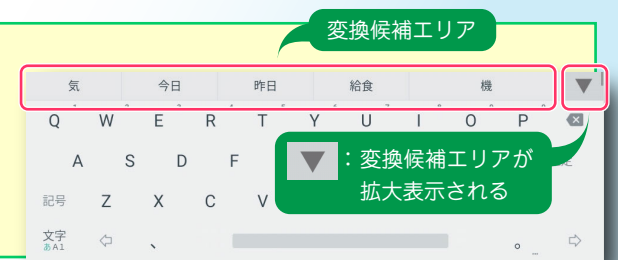 変換候補エリア
気 今日 昨日 給食 機 ▼
Q W E R T Y U I O P
A S D F
▼：変換候補エリアが
拡大表示される
記号 Z X C V
文字
あA1 、 。